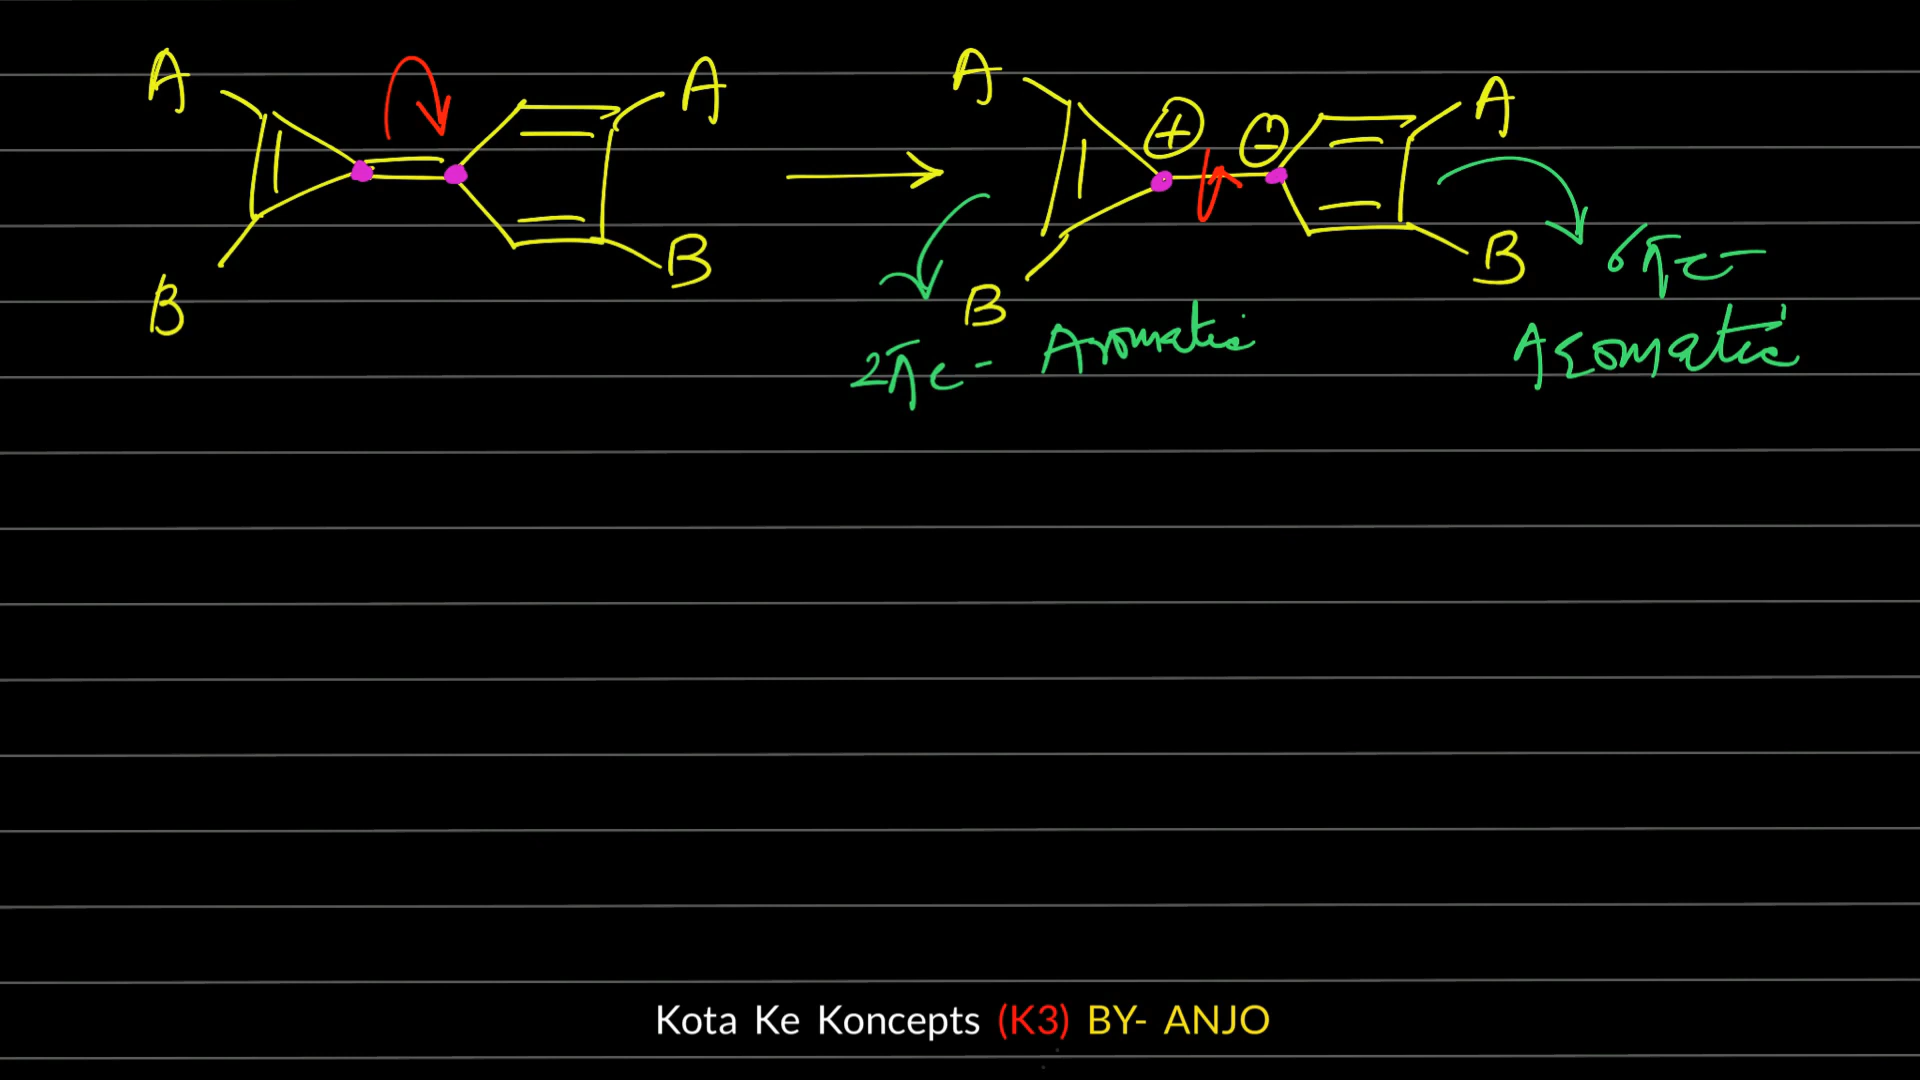 A A A ⊕ ⊖ A
B B B B 6πe-
2πe- Aromatic Aromatic
Kota Ke Koncepts (K3) BY- ANJO